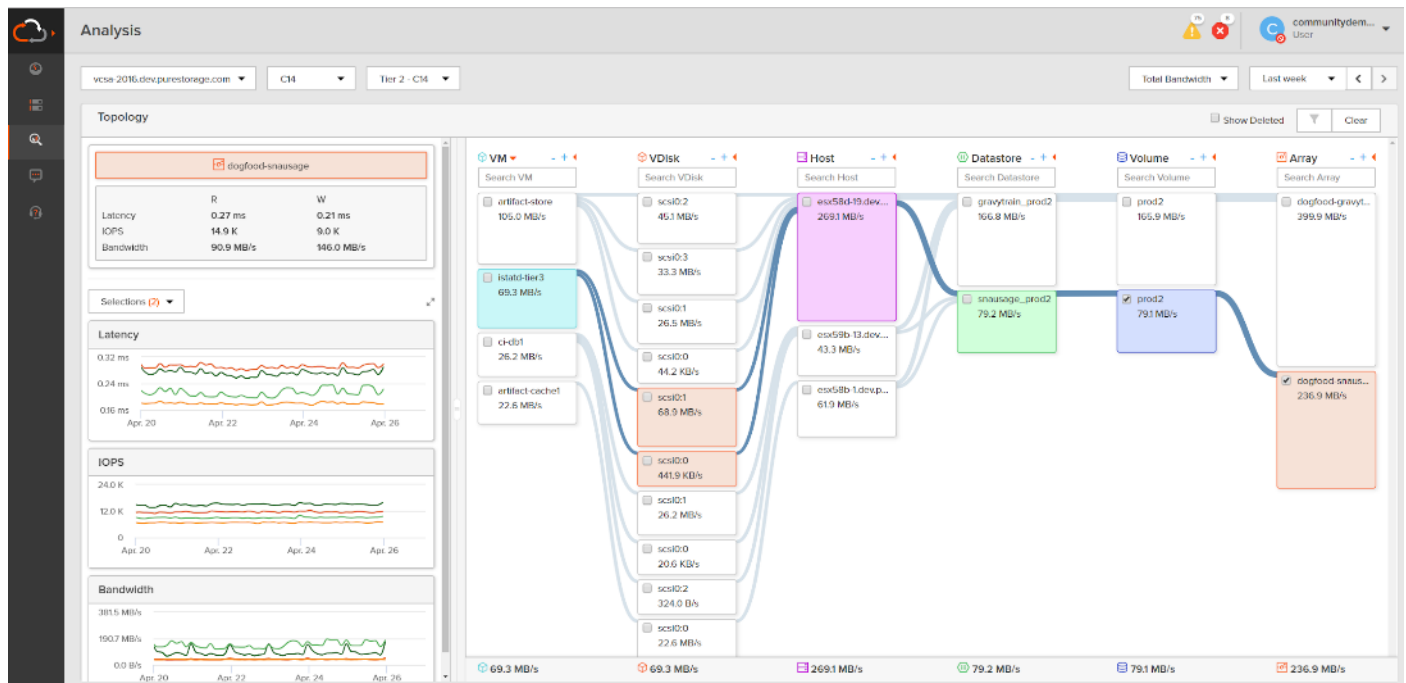 Analysis
communitydem...
User
vcsa-2016.dev.purestorage.com
C14
Tier 2 - C14
Total Bandwidth
Last week
Topology
Show Deleted
Clear
dogfood-snausage
R W
Latency 0.27 ms 0.21 ms
IOPS 14.9 K 9.0 K
Bandwidth 90.9 MB/s 146.0 MB/s
Selections (2)
Latency
0.32 ms
0.24 ms
0.16 ms
Apr. 20 Apr. 22 Apr. 24 Apr. 26
IOPS
24.0 K
12.0 K
0
Apr. 20 Apr. 22 Apr. 24 Apr. 26
Bandwidth
381.5 MB/s
190.7 MB/s
0.0 B/s
Apr. 20 Apr. 22 Apr. 24 Apr. 26
VM - +
Search VM
artifact-store
105.0 MB/s
istatd-tier3
69.3 MB/s
ci-db1
26.2 MB/s
artifact-cache1
22.6 MB/s
69.3 MB/s
VDisk - +
Search VDisk
scsi0:2
45.1 MB/s
scsi0:3
33.3 MB/s
scsi0:1
26.5 MB/s
scsi0:0
44.2 KB/s
scsi0:1
68.9 MB/s
scsi0:0
441.9 KB/s
scsi0:1
26.2 MB/s
scsi0:0
20.6 KB/s
scsi0:2
324.0 B/s
scsi0:0
22.6 MB/s
69.3 MB/s
Host - +
Search Host
esx58d-19.dev....
269.1 MB/s
esx59b-13.dev....
43.3 MB/s
esx58b-1.dev.p...
61.9 MB/s
269.1 MB/s
Datastore - +
Search Datastore
gravytrain_prod2
166.8 MB/s
snausage_prod2
79.2 MB/s
79.2 MB/s
Volume - +
Search Volume
prod2
165.9 MB/s
prod2
79.1 MB/s
79.1 MB/s
Array - +
Search Array
dogfood-gravyt...
399.9 MB/s
dogfood-snaus...
236.9 MB/s
236.9 MB/s